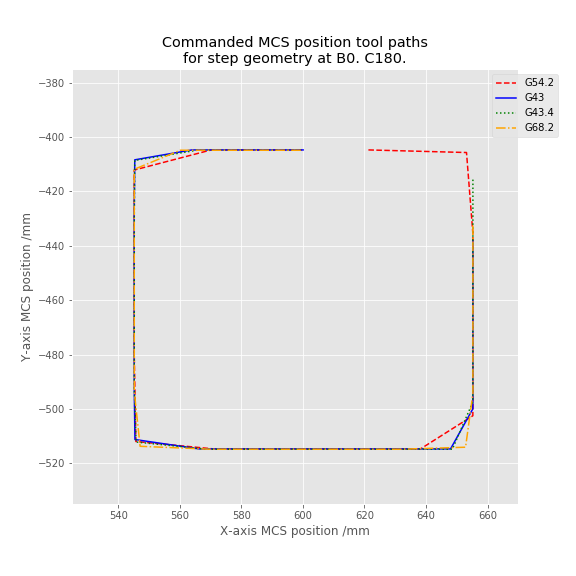 Commanded MCS position tool paths
for step geometry at B0. C180.
G54.2
G43
G43.4
G68.2
−380
−400
−420
−440
−460
−480
−500
−520
Y-axis MCS position /mm
540
560
580
600
620
640
660
X-axis MCS position /mm